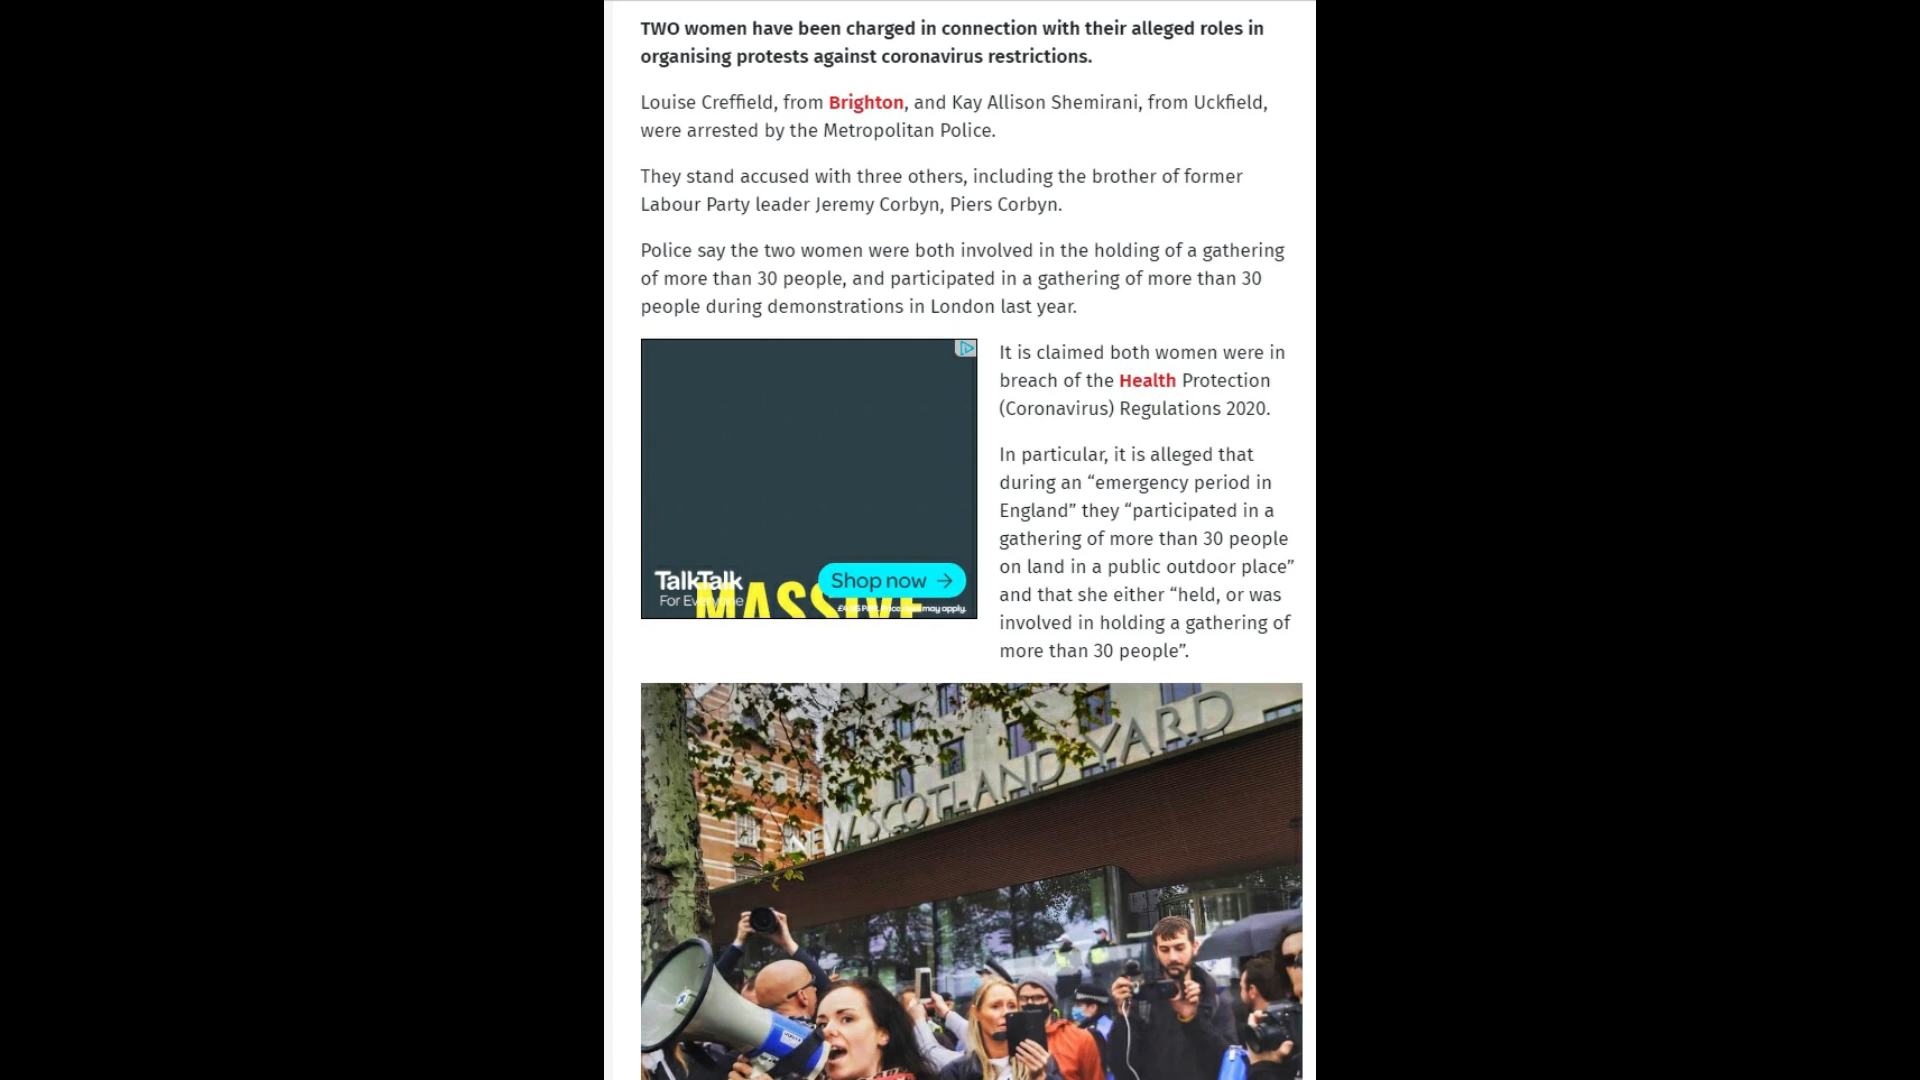 TWO women have been charged in connection with their alleged roles in
organising protests against coronavirus restrictions.
Louise Creffield, from Brighton, and Kay Allison Shemirani, from Uckfield,
were arrested by the Metropolitan Police.
They stand accused with three others, including the brother of former
Labour Party leader Jeremy Corbyn, Piers Corbyn.
Police say the two women were both involved in the holding of a gathering
of more than 30 people, and participated in a gathering of more than 30
people during demonstrations in London last year.
It is claimed both women were in
breach of the Health Protection
(Coronavirus) Regulations 2020.
In particular, it is alleged that
during an “emergency period in
England” they “participated in a
gathering of more than 30 people
on land in a public outdoor place”
and that she either “held, or was
involved in holding a gathering of
more than 30 people”.
TalkTalk
For Everyone
MASSIVE
Shop now →
may apply.
NEW SCOTLAND YARD